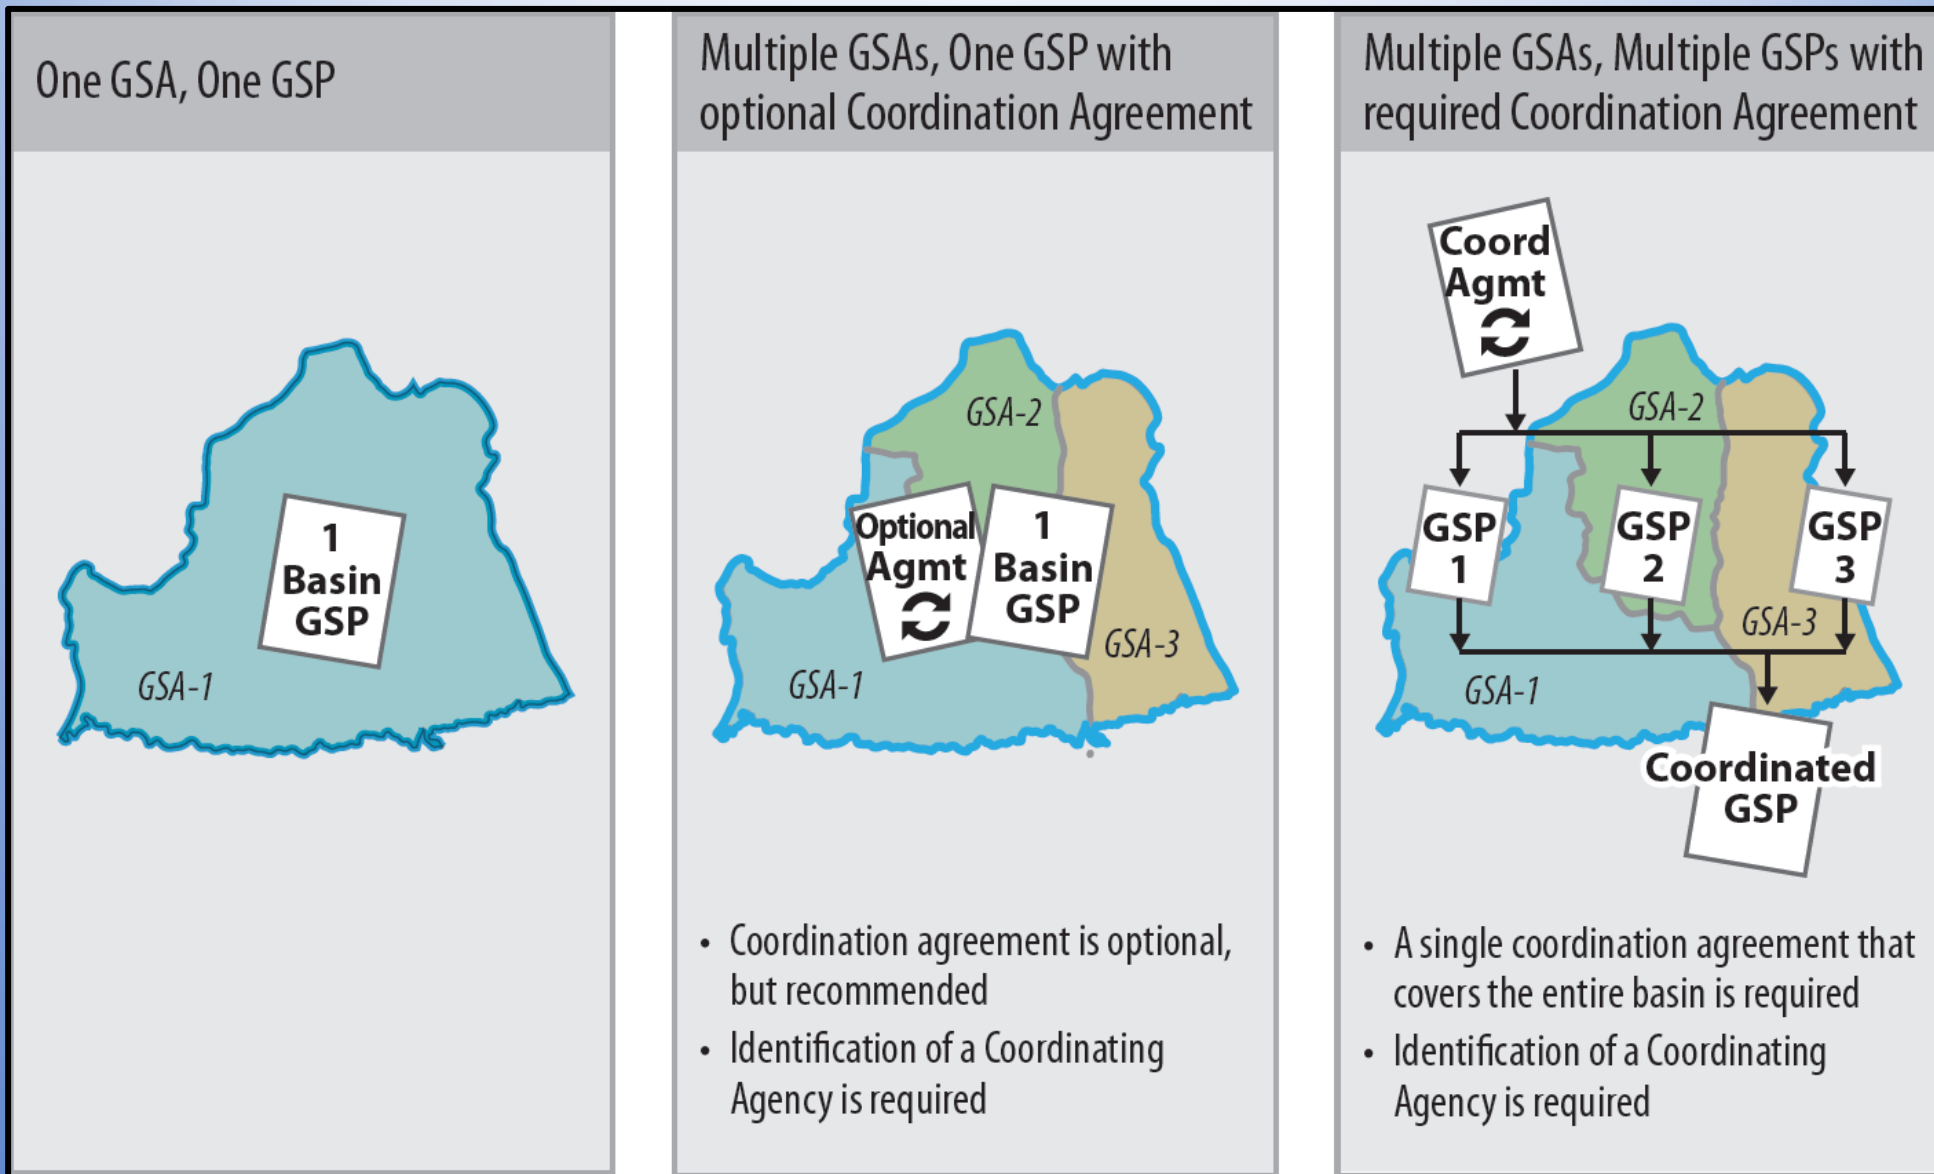 One GSA, One GSP
1
Basin
GSP
GSA-1
Multiple GSAs, One GSP with
optional Coordination Agreement
GSA-2
Optional
Agmt
1
Basin
GSP
GSA-3
GSA-1
• Coordination agreement is optional,
but recommended
• Identification of a Coordinating
Agency is required
Multiple GSAs, Multiple GSPs with
required Coordination Agreement
Coord
Agmt
GSA-2
GSP
1
GSP
2
GSP
3
GSA-3
GSA-1
Coordinated
GSP
• A single coordination agreement that
covers the entire basin is required
• Identification of a Coordinating
Agency is required